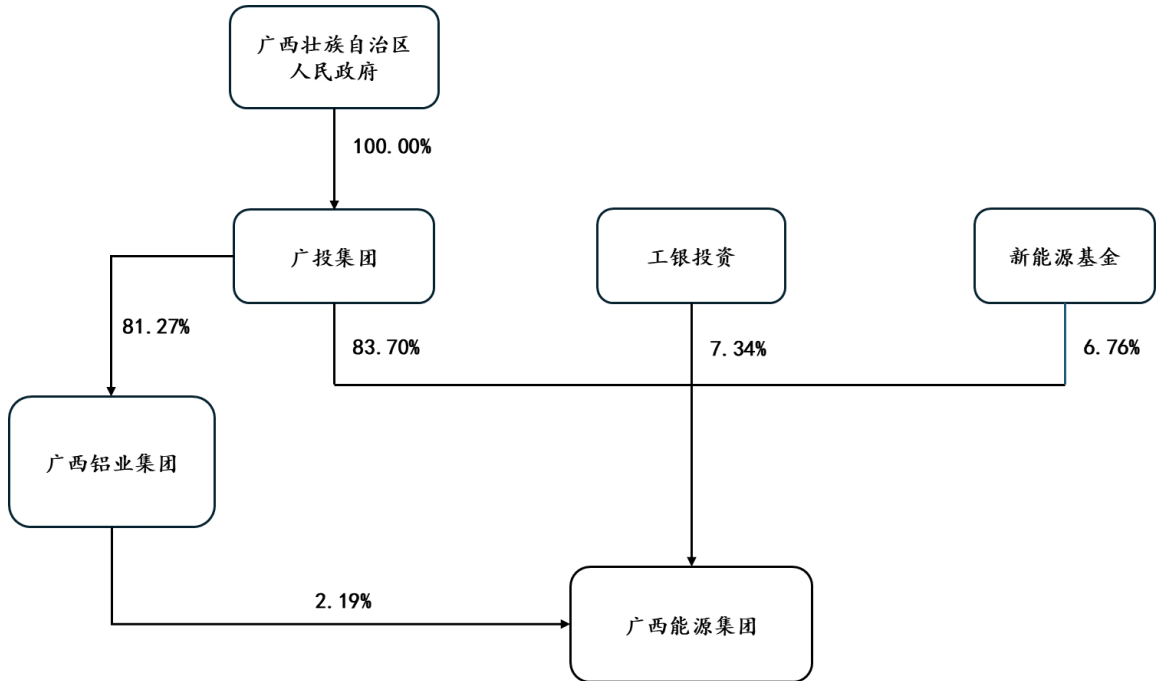 广西壮族自治区
人民政府
100.00%
广投集团
工银投资
新能源基金
81.27%
83.70%
7.34%
6.76%
广西铝业集团
2.19%
广西能源集团